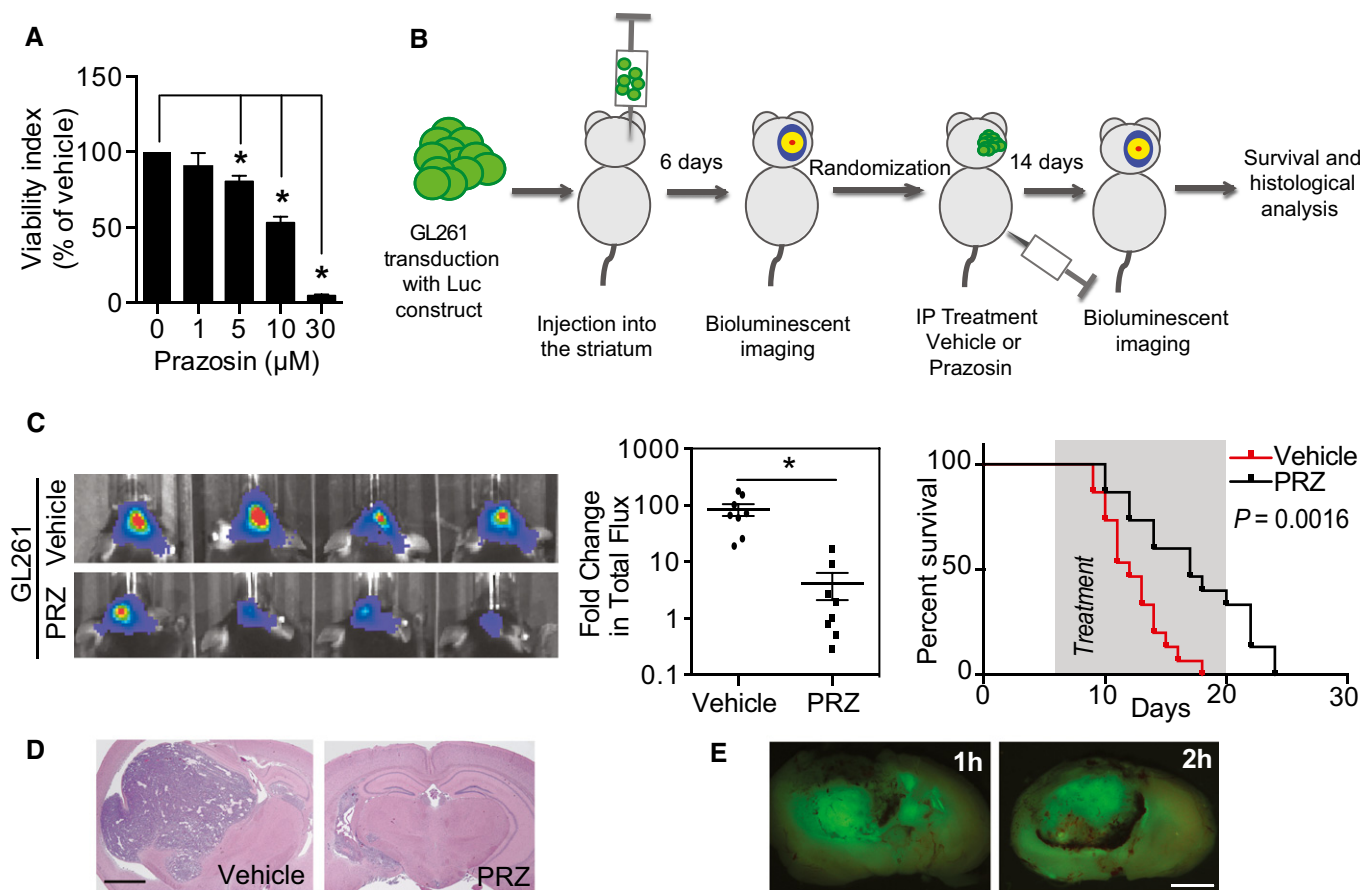 A
Viability index
(% of vehicle)
150
100
50
0
*
*
*
0 1 5 10 30
Prazosin (µM)
B
GL261
transduction
with Luc
construct
Injection into
the striatum
6 days
Bioluminescent
imaging
Randomization
IP Treatment
Vehicle or
Prazosin
14 days
Bioluminescent
imaging
Survival and
histological
analysis
C
GL261
Vehicle
PRZ
Fold Change
in Total Flux
1000
100
10
1
0.1
*
Vehicle PRZ
Percent survival
100
50
0
Treatment
Vehicle
PRZ
P = 0.0016
0 10 20 30
Days
D
Vehicle
PRZ
E
1h
2h